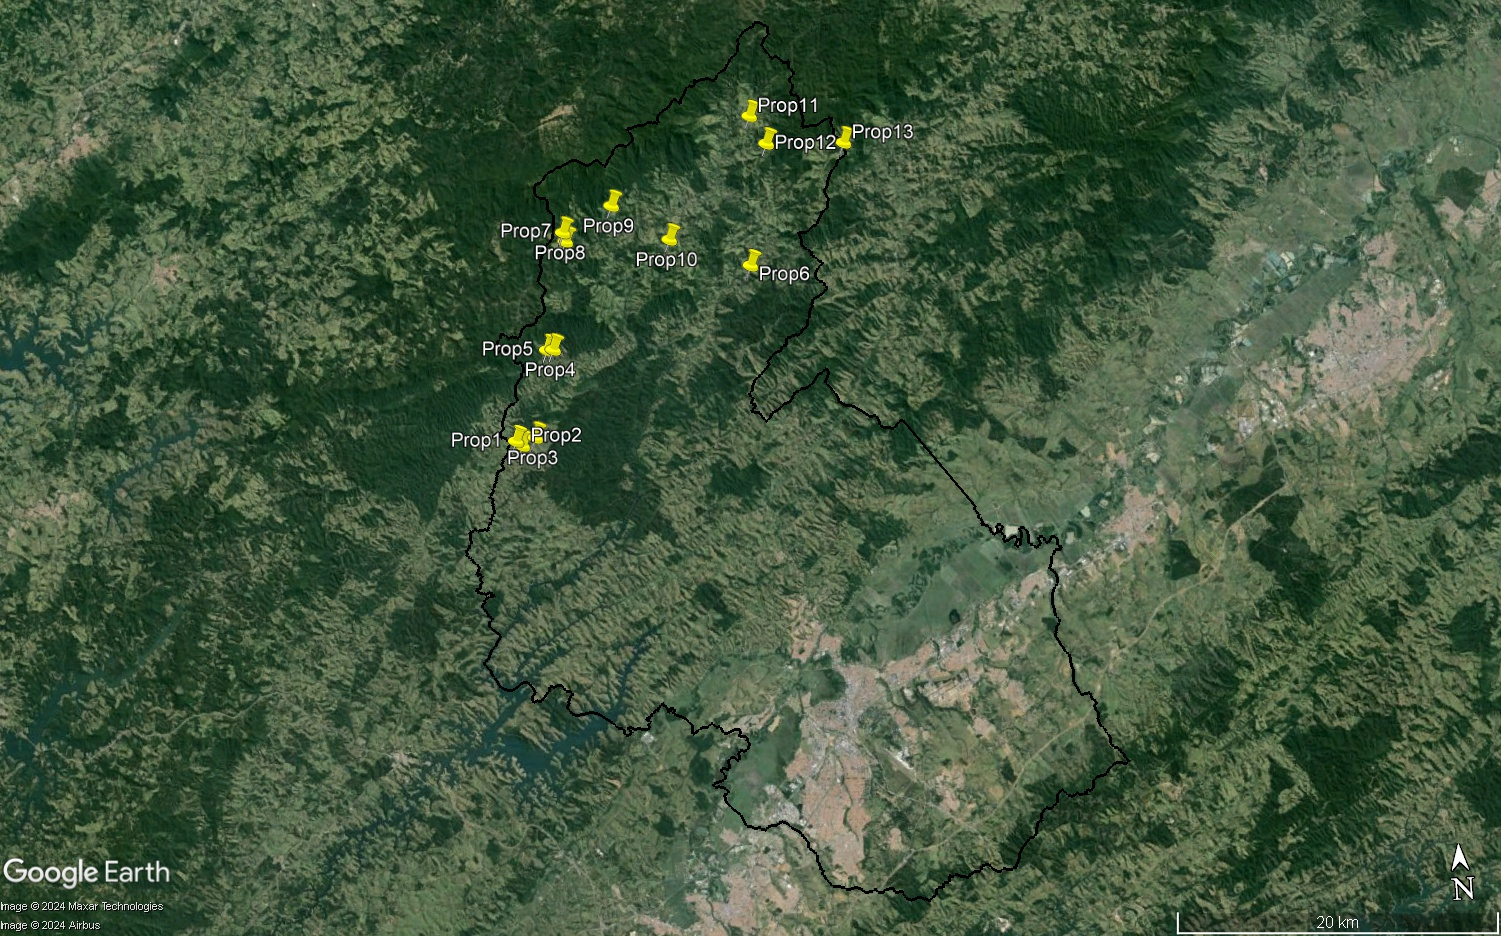 Prop11
Prop12
Prop13
Prop9
Prop7
Prop8
Prop10
Prop6
Prop5
Prop4
Prop1
Prop2
Prop3
Google Earth
Image © 2024 Maxar Technologies
Image © 2024 Airbus
N
20 km